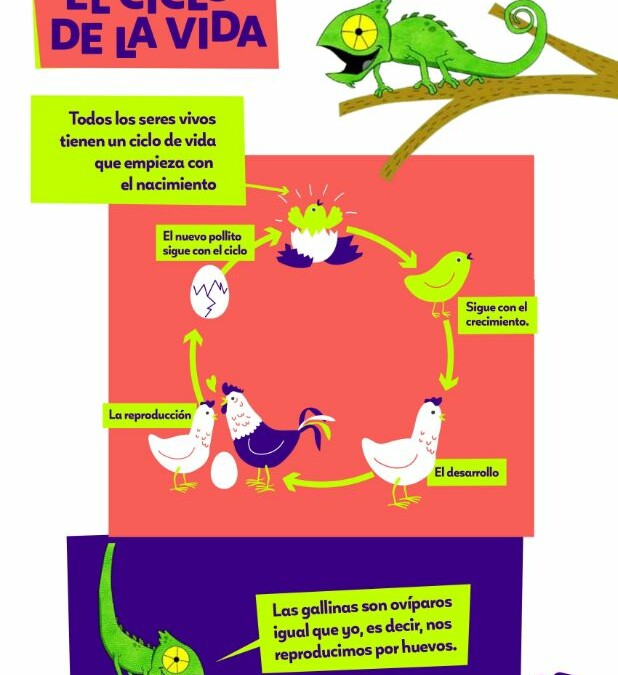 EL CICLO
DE LA VIDA
Todos los seres vivos
tienen un ciclo de vida
que empieza con
el nacimiento
El nuevo pollito
sigue con el ciclo
Sigue con el
crecimiento.
La reproducción
El desarrollo
Las gallinas son ovíparos
igual que yo, es decir, nos
reproducimos por huevos.